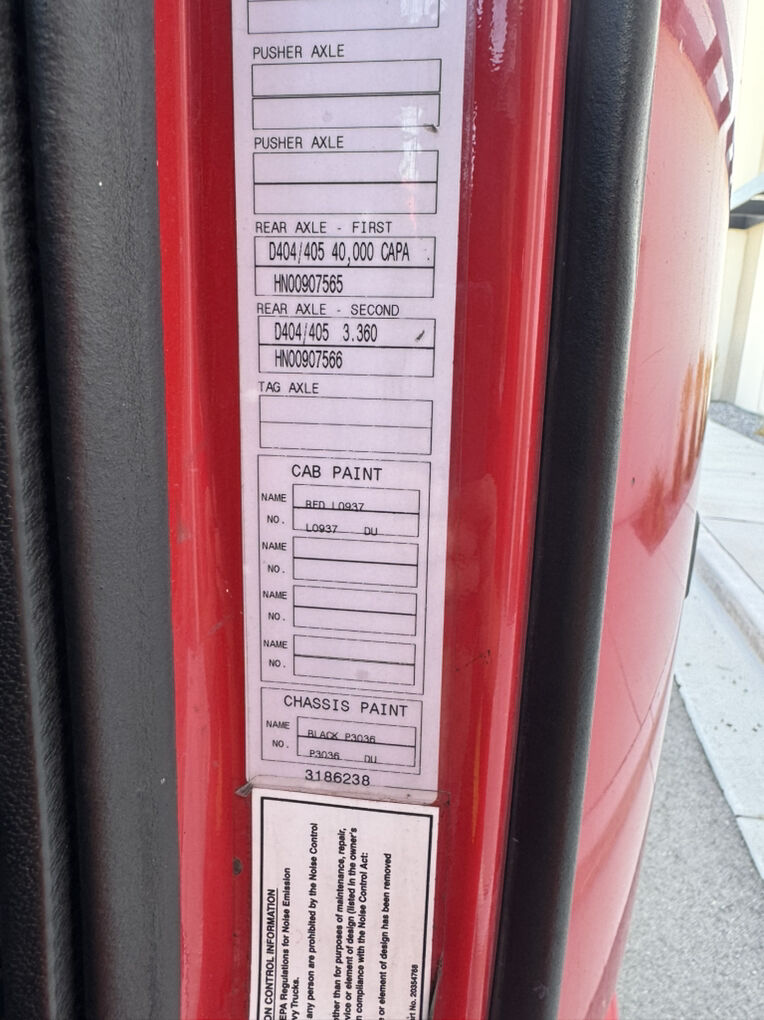 PUSHER AXLE
PUSHER AXLE
REAR AXLE - FIRST
D404/405 40,000 CAPA
HN00907565
REAR AXLE - SECOND
D404/405 3.360
HN00907566
TAG AXLE
CAB PAINT
NAME RED L0937
NO. L0937 DU
NAME
NO.
NAME
NO.
NAME
NO.
CHASSIS PAINT
NAME BLACK P3036
NO. P3036 DU
3186238
ON CONTROL INFORMATION
EPA Regulations for Noise Emission
vy Trucks.
any person are prohibited by the Noise Control
ther than for purposes of maintenance, repair,
vice or element of design (listed in the owner's
n compliance with the Noise Control Act:
e or element of design has been removed
rt No. 20354768